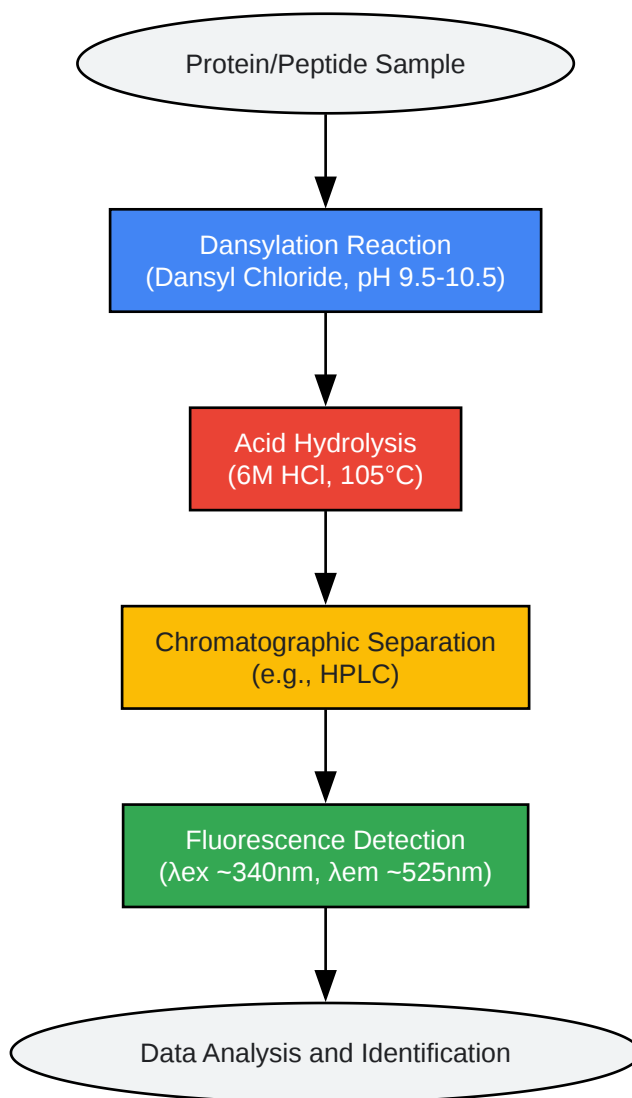 Protein/Peptide Sample
Dansylation Reaction
(Dansyl Chloride, pH 9.5-10.5)
Acid Hydrolysis
(6M HCl, 105°C)
Chromatographic Separation
(e.g., HPLC)
Fluorescence Detection
(λex ~340nm, λem ~525nm)
Data Analysis and Identification